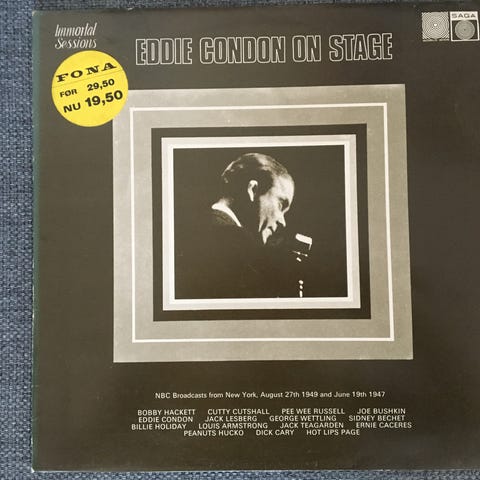 Immortal
Sessions
EDDIE CONDON ON STAGE
SAGA
FONA
FØR 29,50
NU 19,50
NBC Broadcasts from New York, August 27th 1949 and June 19th 1947
BOBBY HACKETT CUTTY CUTSHALL PEE WEE RUSSELL JOE BUSHKIN
EDDIE CONDON JACK LESBERG GEORGE WETTLING SIDNEY BECHET
BILLIE HOLIDAY LOUIS ARMSTRONG JACK TEAGARDEN ERNIE CACERES
PEANUTS HUCKO DICK CARY HOT LIPS PAGE